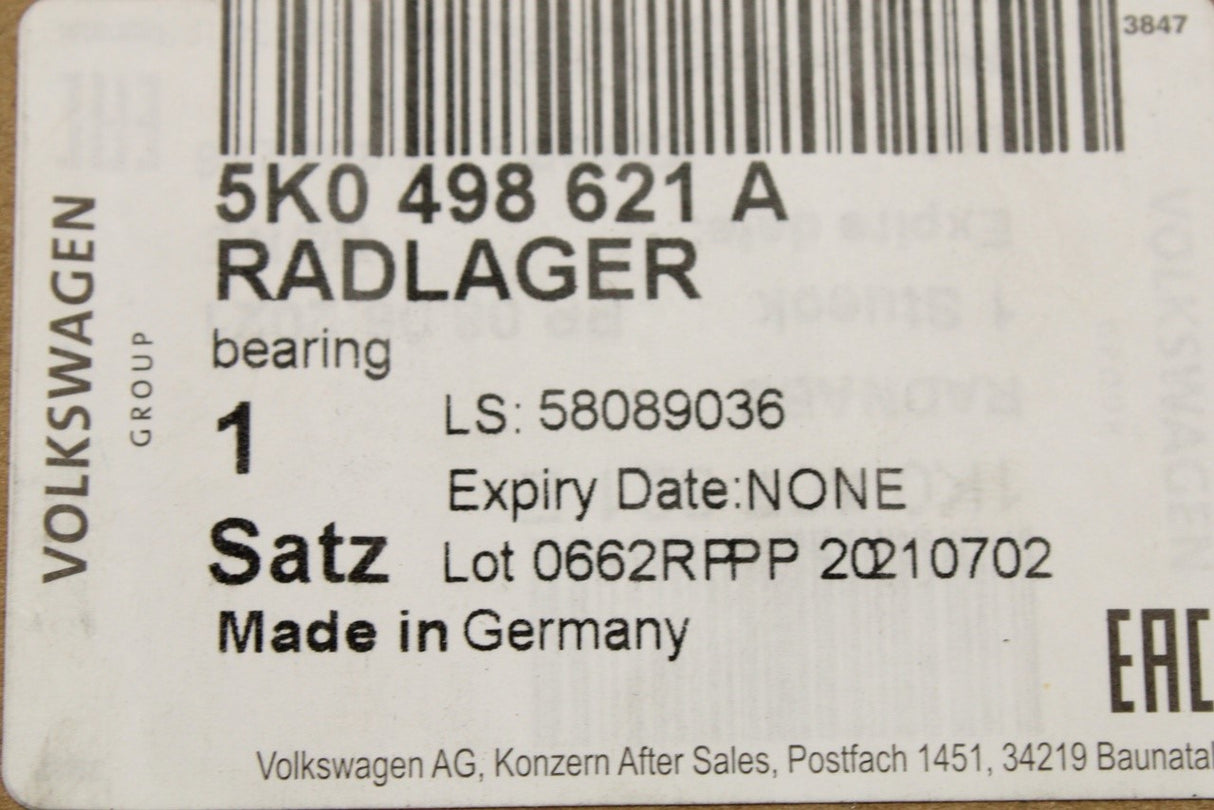 3847
5K0 498 621 A
RADLAGER
bearing
1
LS: 58089036
Expiry Date:NONE
Satz
Lot 0662RPPPP 20210702
Made in Germany
VOLKSWAGEN
GROUP
EAC
Volkswagen AG, Konzern After Sales, Postfach 1451, 34219 Baunatal